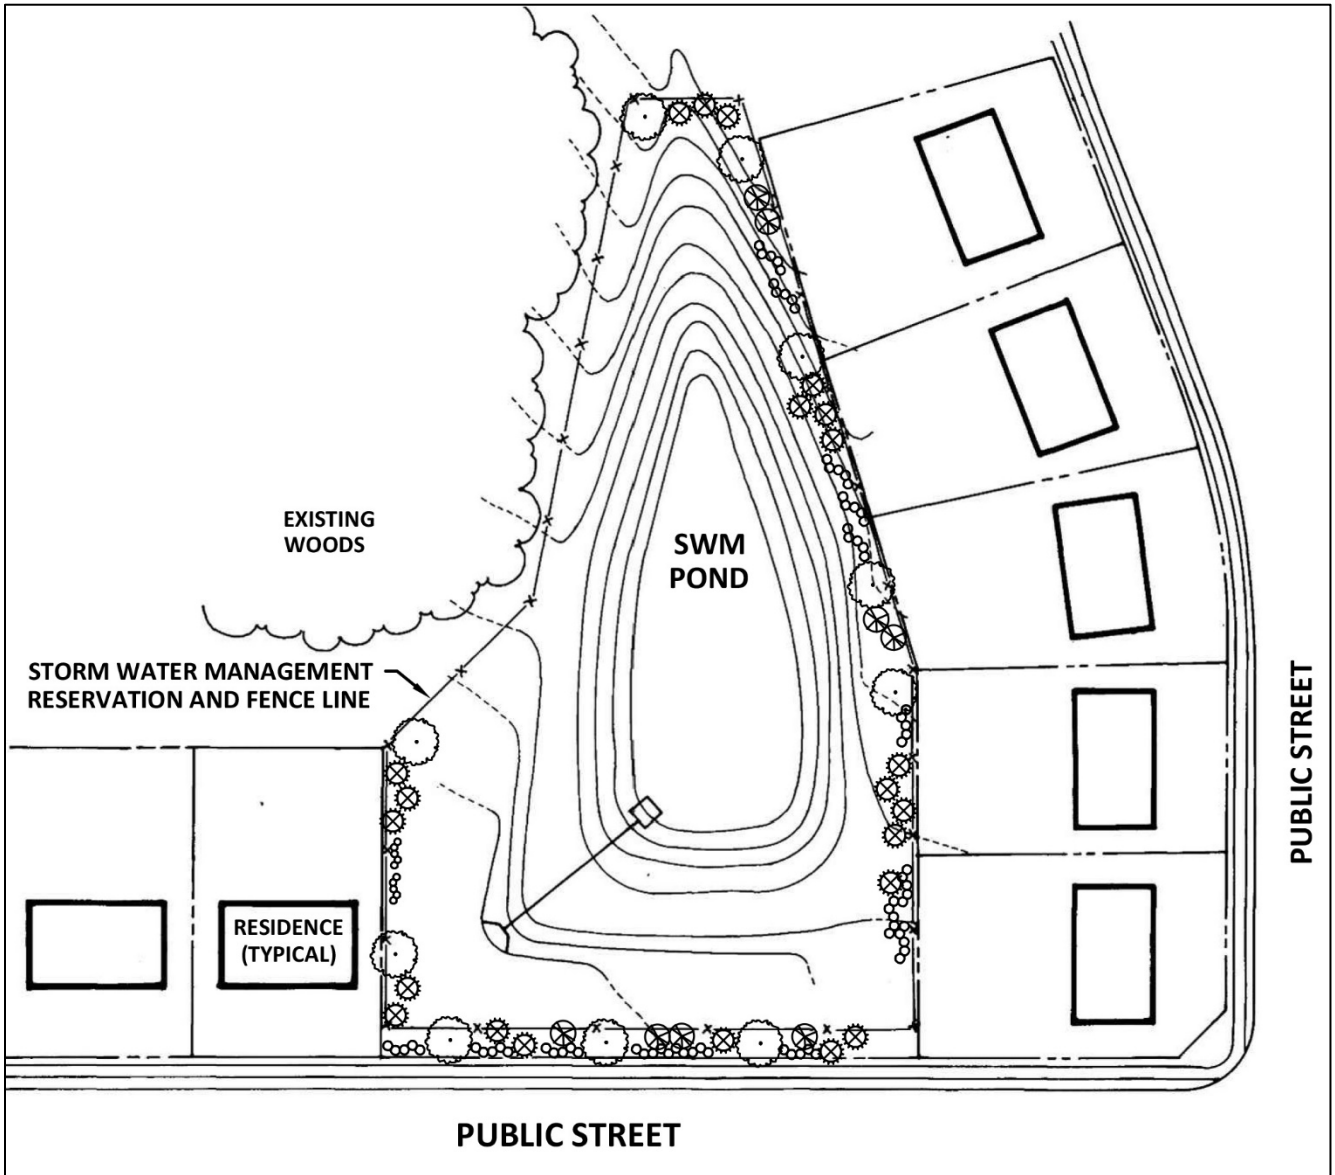 EXISTING
WOODS
SWM
POND
STORM WATER MANAGEMENT
RESERVATION AND FENCE LINE
RESIDENCE
(TYPICAL)
PUBLIC STREET
PUBLIC STREET